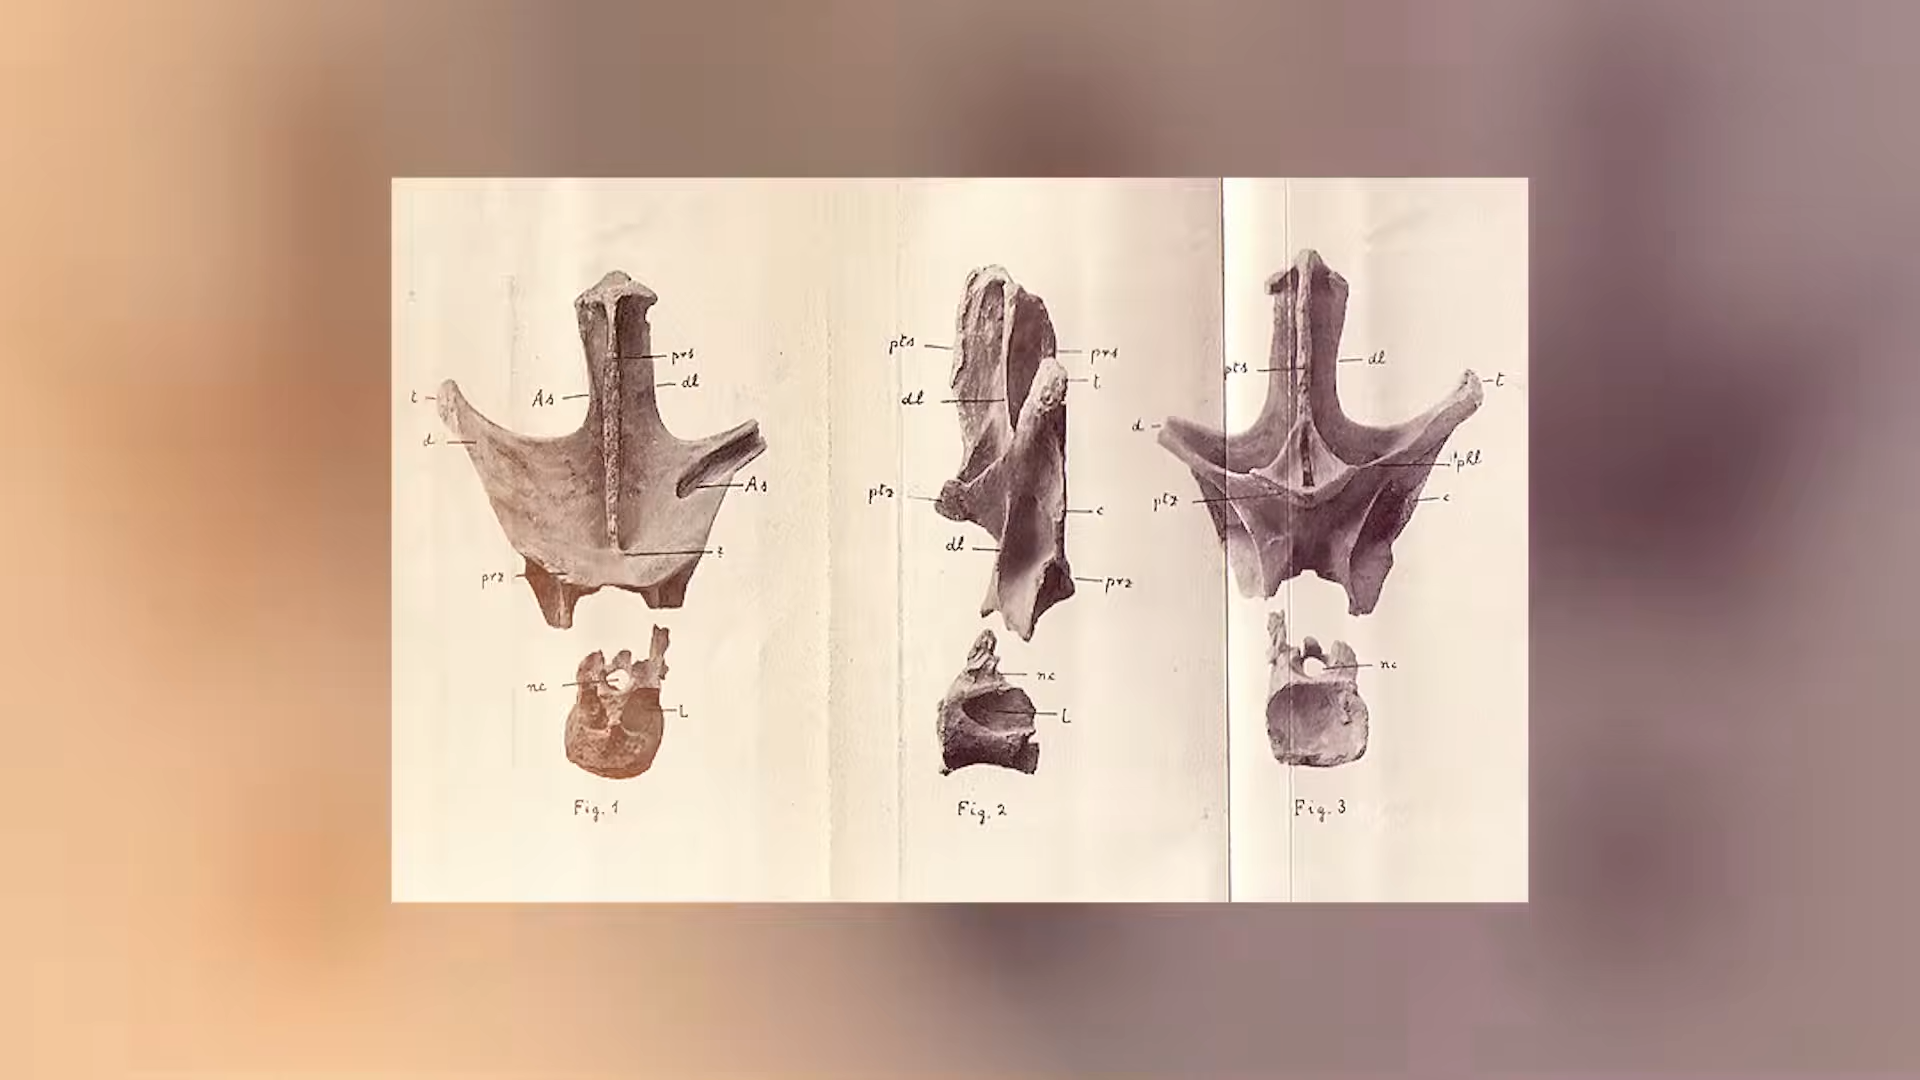 prs
dl
As
t
d
As
z
prz
nc
L
Fig. 1
pts
prs
t
dl
ptz
c
dl
prz
nc
L
Fig. 2
pts
dl
t
d
phl
ptz
c
nc
Fig. 3